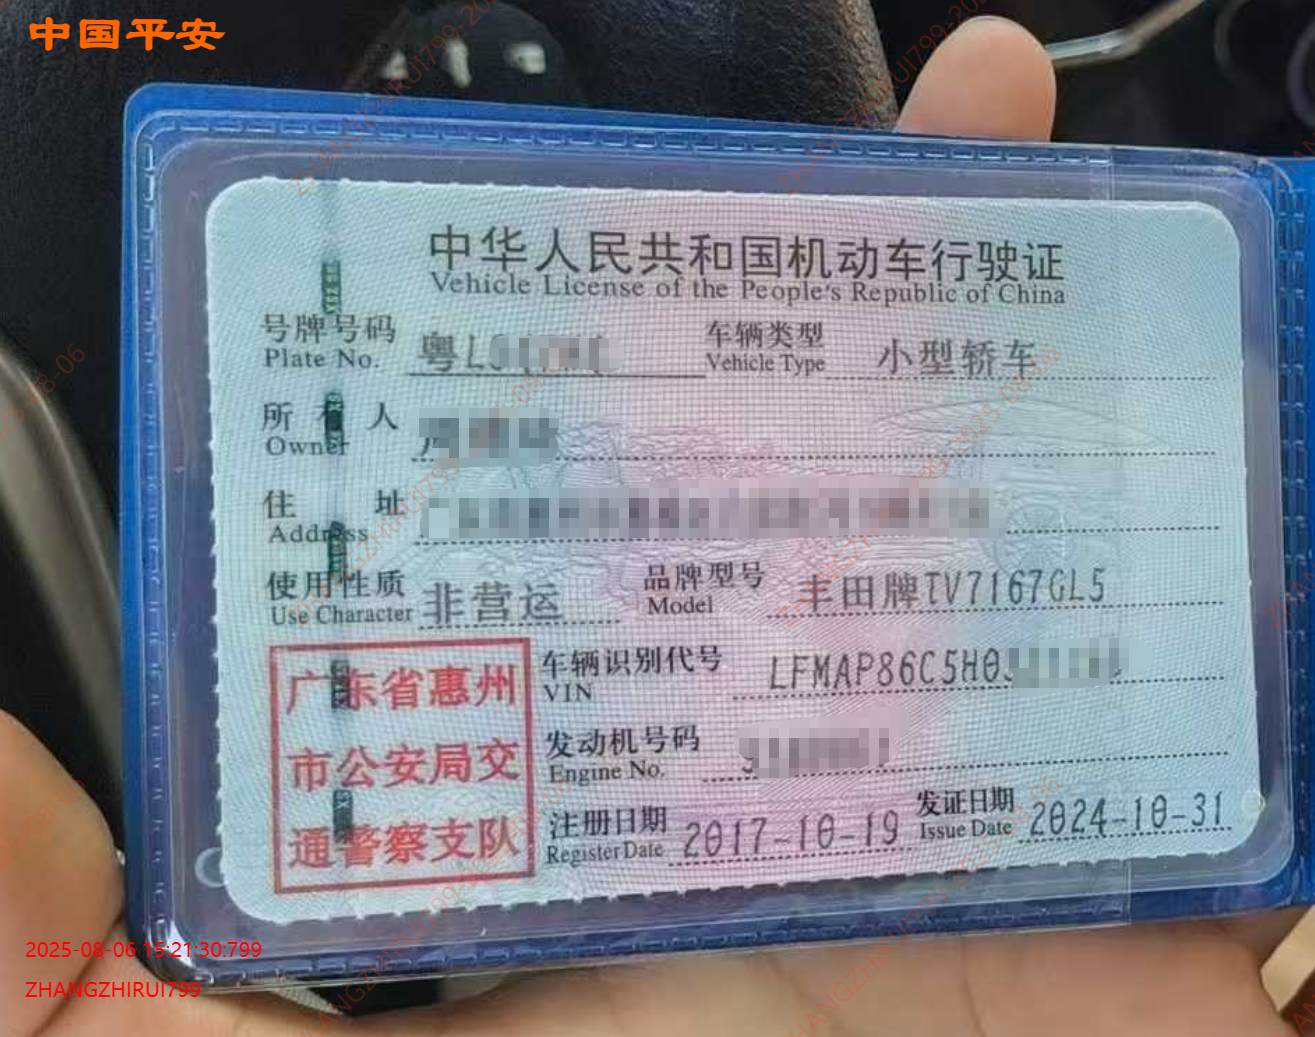 中国平安
中华人民共和国机动车行驶证
Vehicle License of the People's Republic of China
号牌号码 粤L 车辆类型 小型轿车
Plate No. Vehicle Type
所有人
Owner
住址
Address
使用性质 非营运 品牌型号 丰田牌TV7167GL5
Use Character Model
车辆识别代号 LFMAP86C5H0
VIN
发动机号码
Engine No.
注册日期 2017-10-19 发证日期 2024-10-31
Register Date Issue Date
广东省惠州
市公安局交
通警察支队
2025-08-06 15:21:30:799
ZHANGZHIRUI799